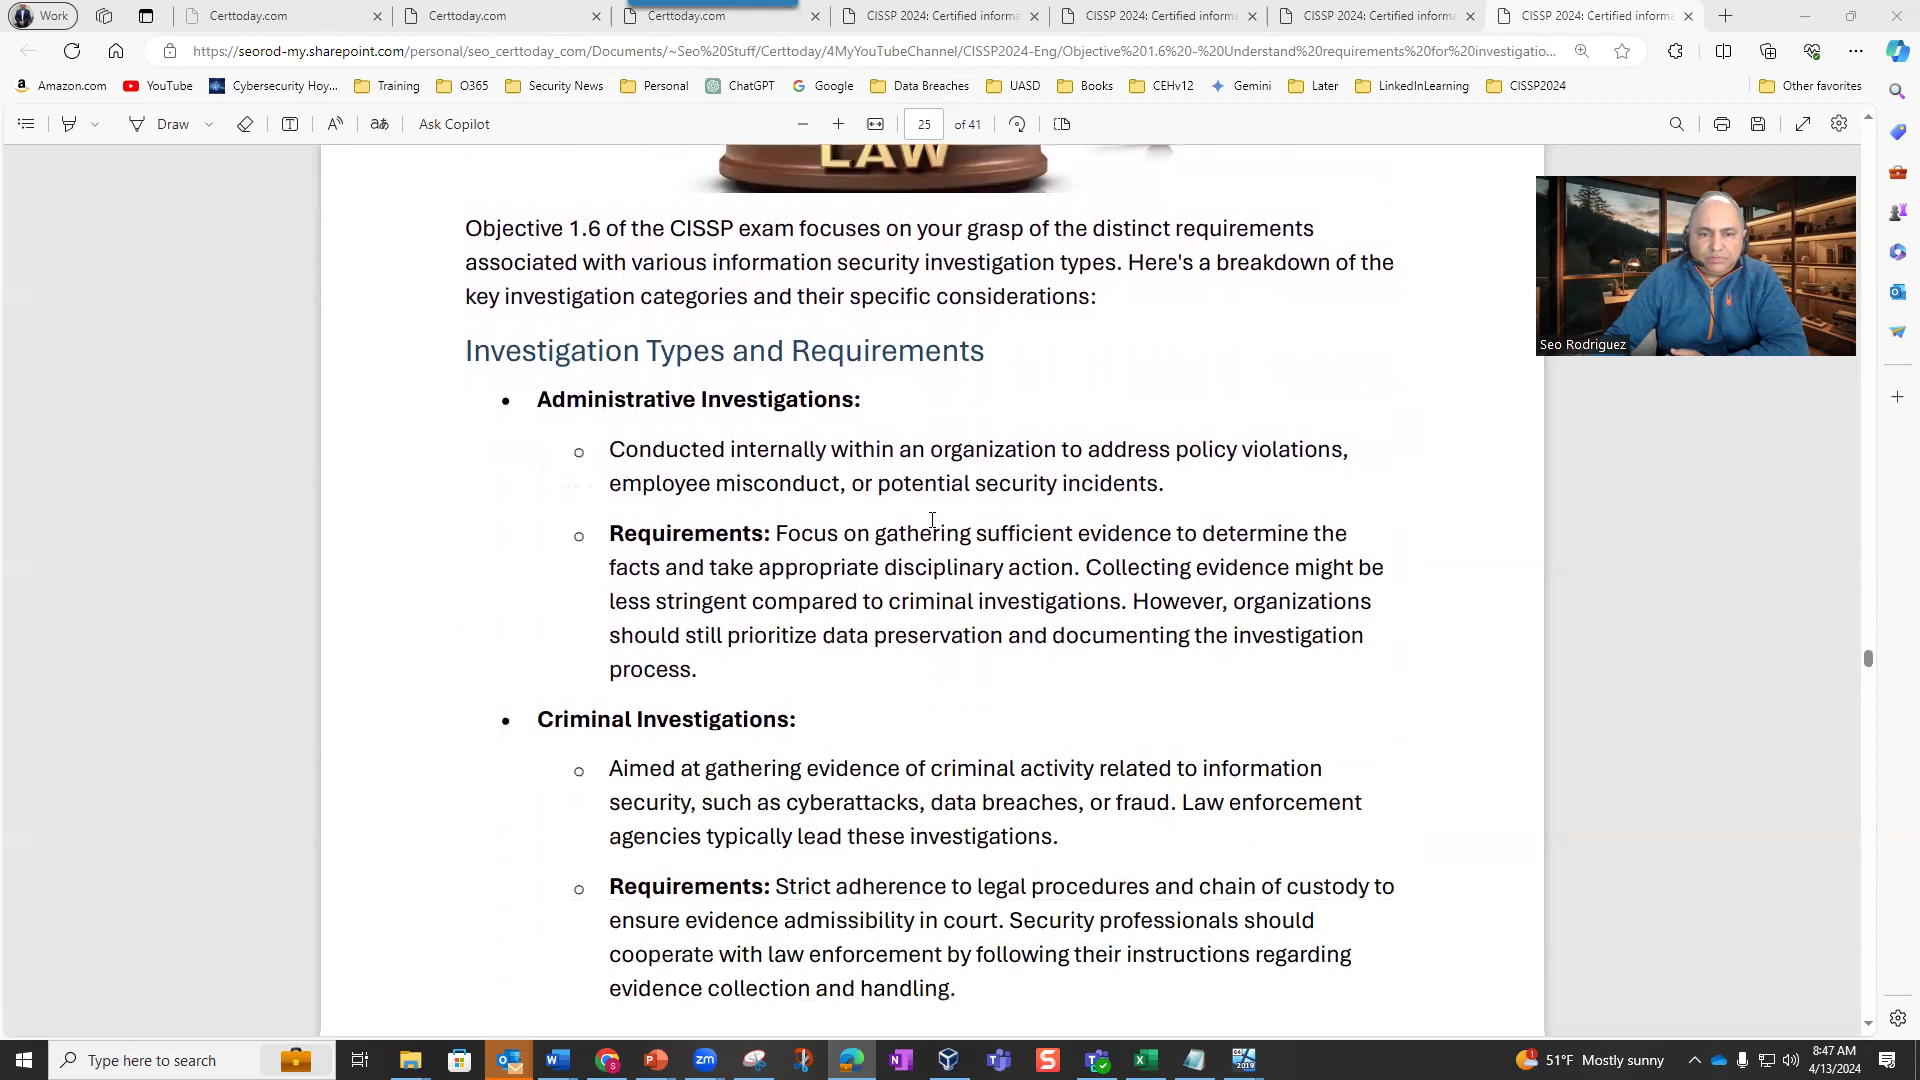 Work
Certtoday.com
Certtoday.com
Certtoday.com
CISSP 2024: Certified informa
CISSP 2024: Certified informa
CISSP 2024: Certified informa
CISSP 2024: Certified informa
https://seorod-my.sharepoint.com/personal/seo_certtoday_com/Documents/~Seo%20Stuff/Certtoday/4MyYouTubeChannel/CISSP2024-Eng/Objective%201.6%20-%20Understand%20requirements%20for%20investigatio...
Amazon.com
YouTube
Cybersecurity Hoy...
Training
O365
Security News
Personal
ChatGPT
Google
Data Breaches
UASD
Books
CEHv12
Gemini
Later
LinkedInLearning
CISSP2024
Other favorites
Draw
Ask Copilot
25 of 41
LAW
Objective 1.6 of the CISSP exam focuses on your grasp of the distinct requirements
associated with various information security investigation types. Here's a breakdown of the
key investigation categories and their specific considerations:
Seo Rodriguez
Investigation Types and Requirements
• Administrative Investigations:
o Conducted internally within an organization to address policy violations,
employee misconduct, or potential security incidents.
o Requirements: Focus on gathering sufficient evidence to determine the
facts and take appropriate disciplinary action. Collecting evidence might be
less stringent compared to criminal investigations. However, organizations
should still prioritize data preservation and documenting the investigation
process.
• Criminal Investigations:
o Aimed at gathering evidence of criminal activity related to information
security, such as cyberattacks, data breaches, or fraud. Law enforcement
agencies typically lead these investigations.
o Requirements: Strict adherence to legal procedures and chain of custody to
ensure evidence admissibility in court. Security professionals should
cooperate with law enforcement by following their instructions regarding
evidence collection and handling.
Type here to search
51°F Mostly sunny
8:47 AM
4/13/2024